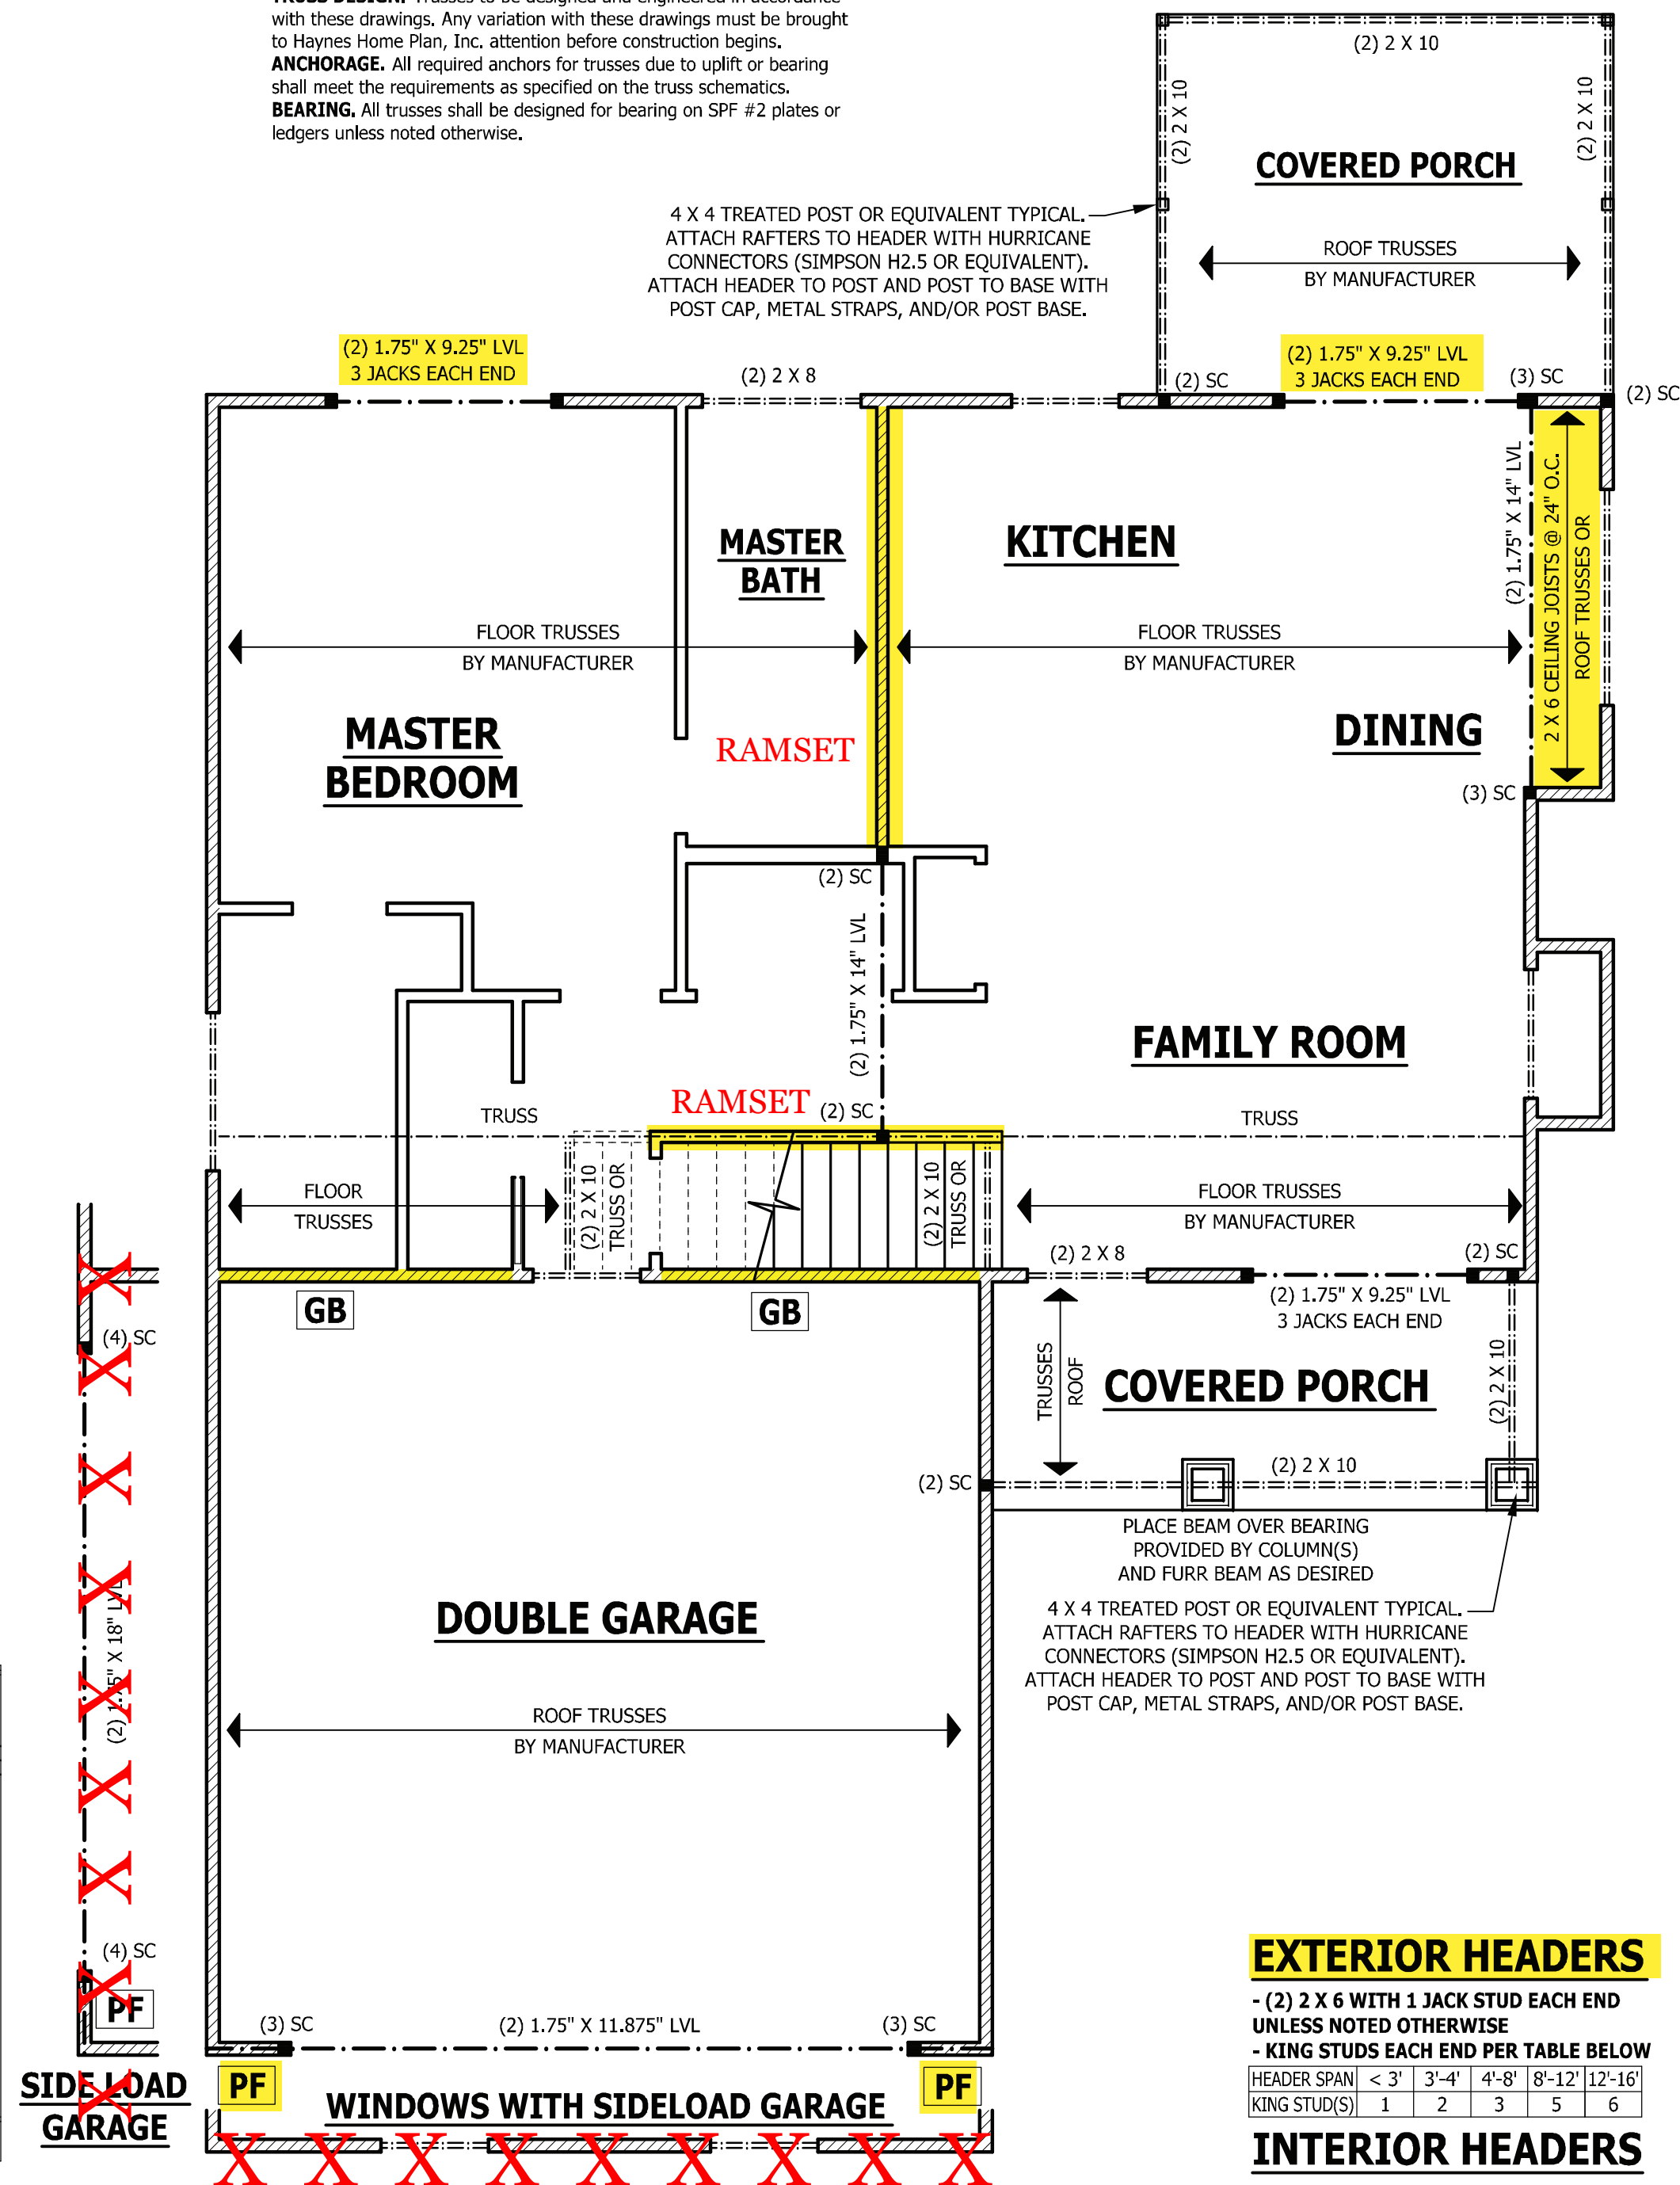 TRUSS DESIGN. Trusses to be designed and engineered in accordance
with these drawings. Any variation with these drawings must be brought
to Haynes Home Plan, Inc. attention before construction begins.
ANCHORAGE. All required anchors for trusses due to uplift or bearing
shall meet the requirements as specified on the truss schematics.
BEARING. All trusses shall be designed for bearing on SPF #2 plates or
ledgers unless noted otherwise.
(2) 2 X 10
(2) 2 X 10
(2) 2 X 10
COVERED PORCH
4 X 4 TREATED POST OR EQUIVALENT TYPICAL.
ATTACH RAFTERS TO HEADER WITH HURRICANE
CONNECTORS (SIMPSON H2.5 OR EQUIVALENT).
ATTACH HEADER TO POST AND POST TO BASE WITH
POST CAP, METAL STRAPS, AND/OR POST BASE.
ROOF TRUSSES
BY MANUFACTURER
(2) 1.75" X 9.25" LVL
3 JACKS EACH END
(2) 2 X 8
(2) SC
(2) 1.75" X 9.25" LVL
3 JACKS EACH END
(3) SC
(2) SC
(2) 1.75" X 14" LVL
2 X 6 CEILING JOISTS @ 24" O.C.
ROOF TRUSSES OR
MASTER
BATH
KITCHEN
FLOOR TRUSSES
BY MANUFACTURER
FLOOR TRUSSES
BY MANUFACTURER
MASTER
BEDROOM
RAMSET
DINING
(3) SC
(2) SC
(2) 1.75" X 14" LVL
FAMILY ROOM
RAMSET
(2) SC
TRUSS
TRUSS
FLOOR
TRUSSES
(2) 2 X 10
TRUSS OR
(2) 2 X 10
TRUSS OR
FLOOR TRUSSES
BY MANUFACTURER
(2) 2 X 8
(2) SC
GB
GB
(2) 1.75" X 9.25" LVL
3 JACKS EACH END
TRUSSES
ROOF
COVERED PORCH
(2) 2 X 10
(2) SC
(2) 2 X 10
PLACE BEAM OVER BEARING
PROVIDED BY COLUMN(S)
AND FURR BEAM AS DESIRED
4 X 4 TREATED POST OR EQUIVALENT TYPICAL.
ATTACH RAFTERS TO HEADER WITH HURRICANE
CONNECTORS (SIMPSON H2.5 OR EQUIVALENT).
ATTACH HEADER TO POST AND POST TO BASE WITH
POST CAP, METAL STRAPS, AND/OR POST BASE.
X
(4) SC
X
X
X
(2) 1.75" X 18" LVL
X
X
X
(4) SC
X
PF
X
SIDE LOAD
GARAGE
DOUBLE GARAGE
ROOF TRUSSES
BY MANUFACTURER
(3) SC
(2) 1.75" X 11.875" LVL
(3) SC
PF
PF
WINDOWS WITH SIDELOAD GARAGE
X X X X X X X X X
EXTERIOR HEADERS
- (2) 2 X 6 WITH 1 JACK STUD EACH END
UNLESS NOTED OTHERWISE
- KING STUDS EACH END PER TABLE BELOW
HEADER SPAN < 3' 3'-4' 4'-8' 8'-12' 12'-16'
KING STUD(S) 1 2 3 5 6
INTERIOR HEADERS